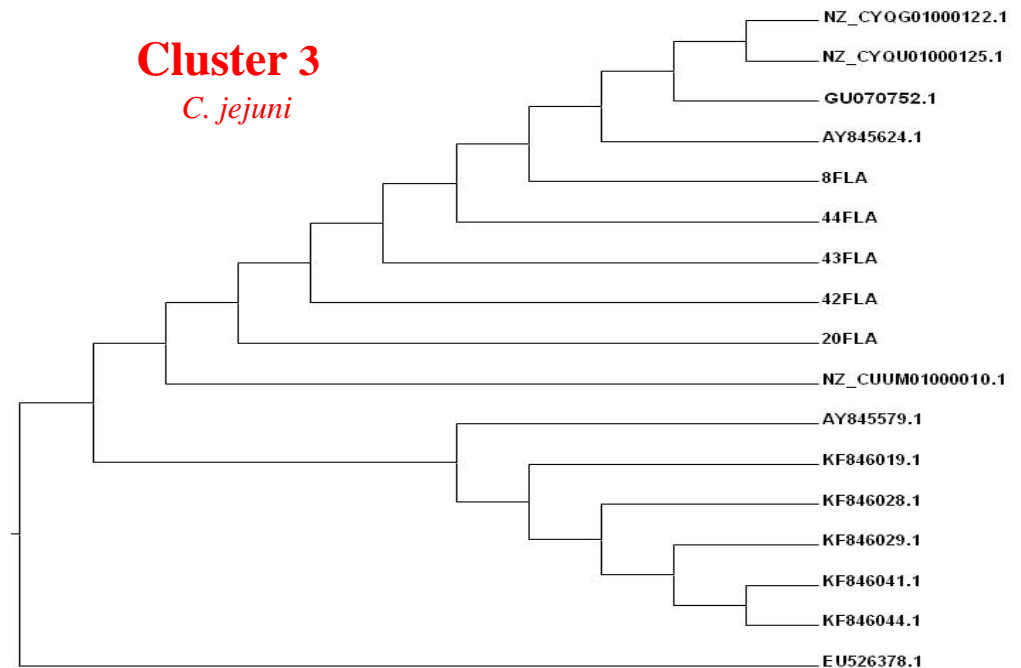 Cluster 3
C. jejuni
NZ_CYQG01000122.1
NZ_CYQU01000125.1
GU070752.1
AY845624.1
8FLA
44FLA
43FLA
42FLA
20FLA
NZ_CUUM01000010.1
AY845579.1
KF846019.1
KF846028.1
KF846029.1
KF846041.1
KF846044.1
EU526378.1